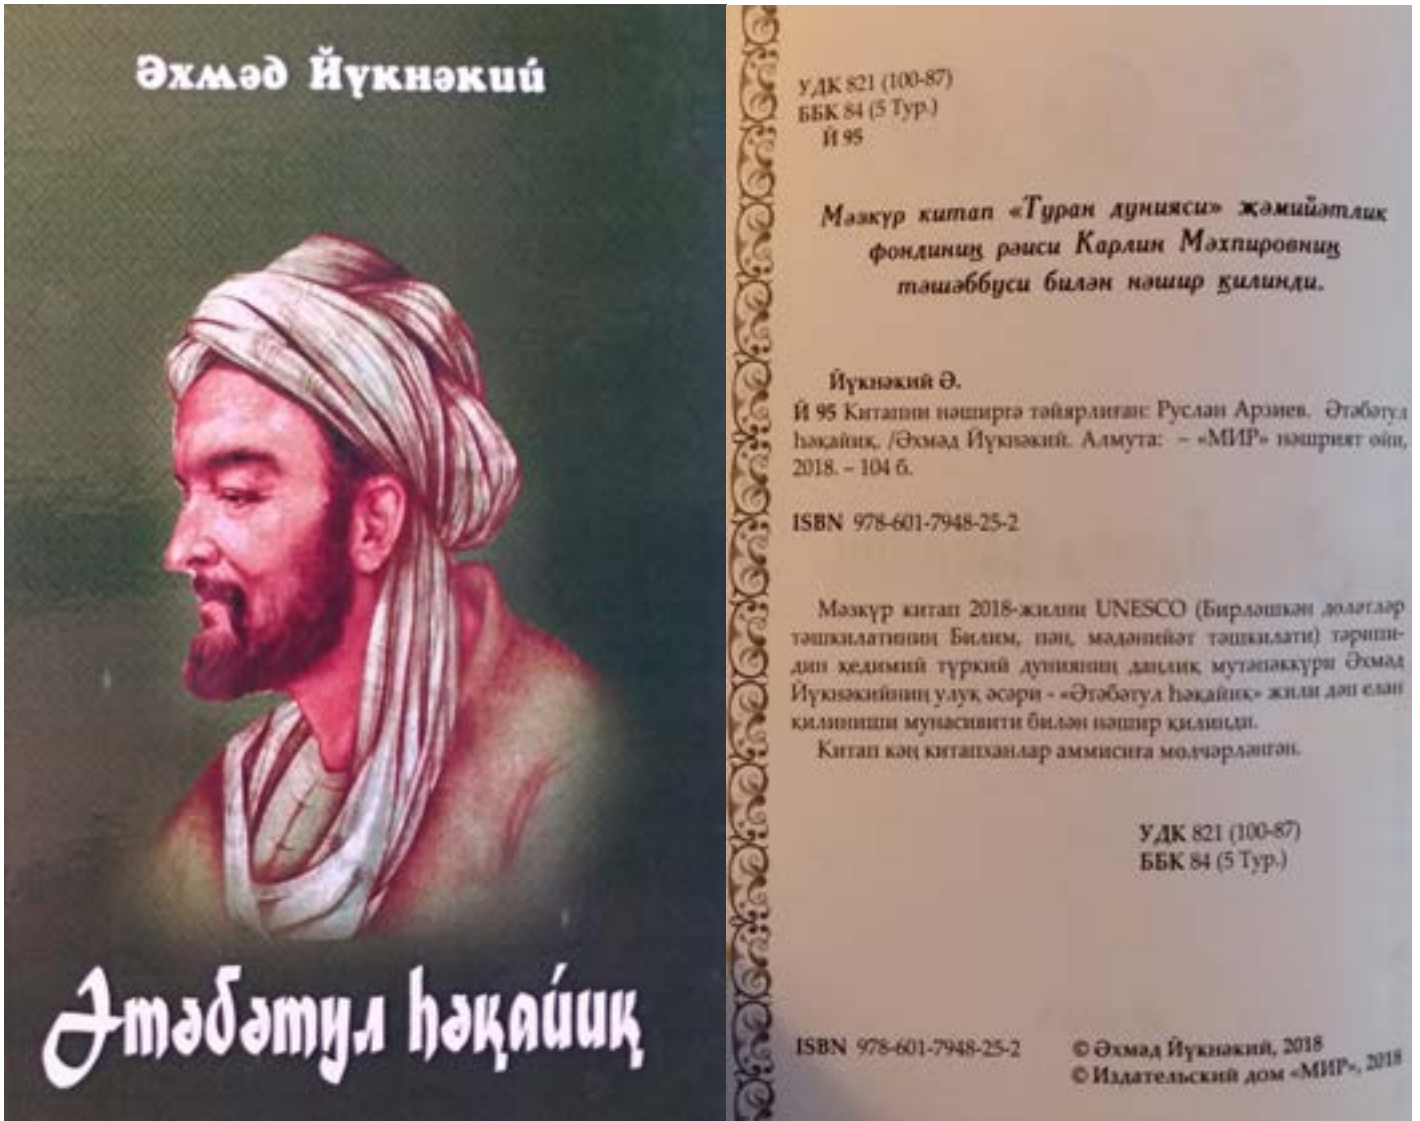 Әхмәд Йүкнәкий
Әтәбәтул һәқайиқ
УДК 821 (100-87)
ББК 84 (5 Тур.)
Й 95
Мәзкүр китап «Туран дунияси» җәмийәтлик
фондиниң рәиси Карлин Мәхпировниң
тәшәббуси билән нәшир қилинди.
Йүкнәкий Ә.
Й 95 Китапни нәширгә тәйярлиған: Руслан Арзиев. Әтәбәтул
һәқайиқ. /Әхмәд Йүкнәкий. Алмута: – «МИР» нәшрият өйи,
2018. – 104 б.
ISBN 978-601-7948-25-2
Мәзкүр китап 2018-жилни UNESCO (Бирләшкән дөләтләр
тәшкилатиниң Билим, пән, мәдәнийәт тәшкилати) тәрипи-
дин қедимий түркий дунияниң даңлиқ мутәпәккүри Әхмәд
Йүкнәкийниң улуқ әсәри - «Әтәбәтул һәқайиқ» жили дәп елан
қилиниши мунасивити билән нәшир қилинди.
Китап кәң китапханлар аммисиға молчәрләнгән.
УДК 821 (100-87)
ББК 84 (5 Тур.)
ISBN 978-601-7948-25-2
© Әхмәд Йүкнәкий, 2018
© Издательский дом «МИР», 2018